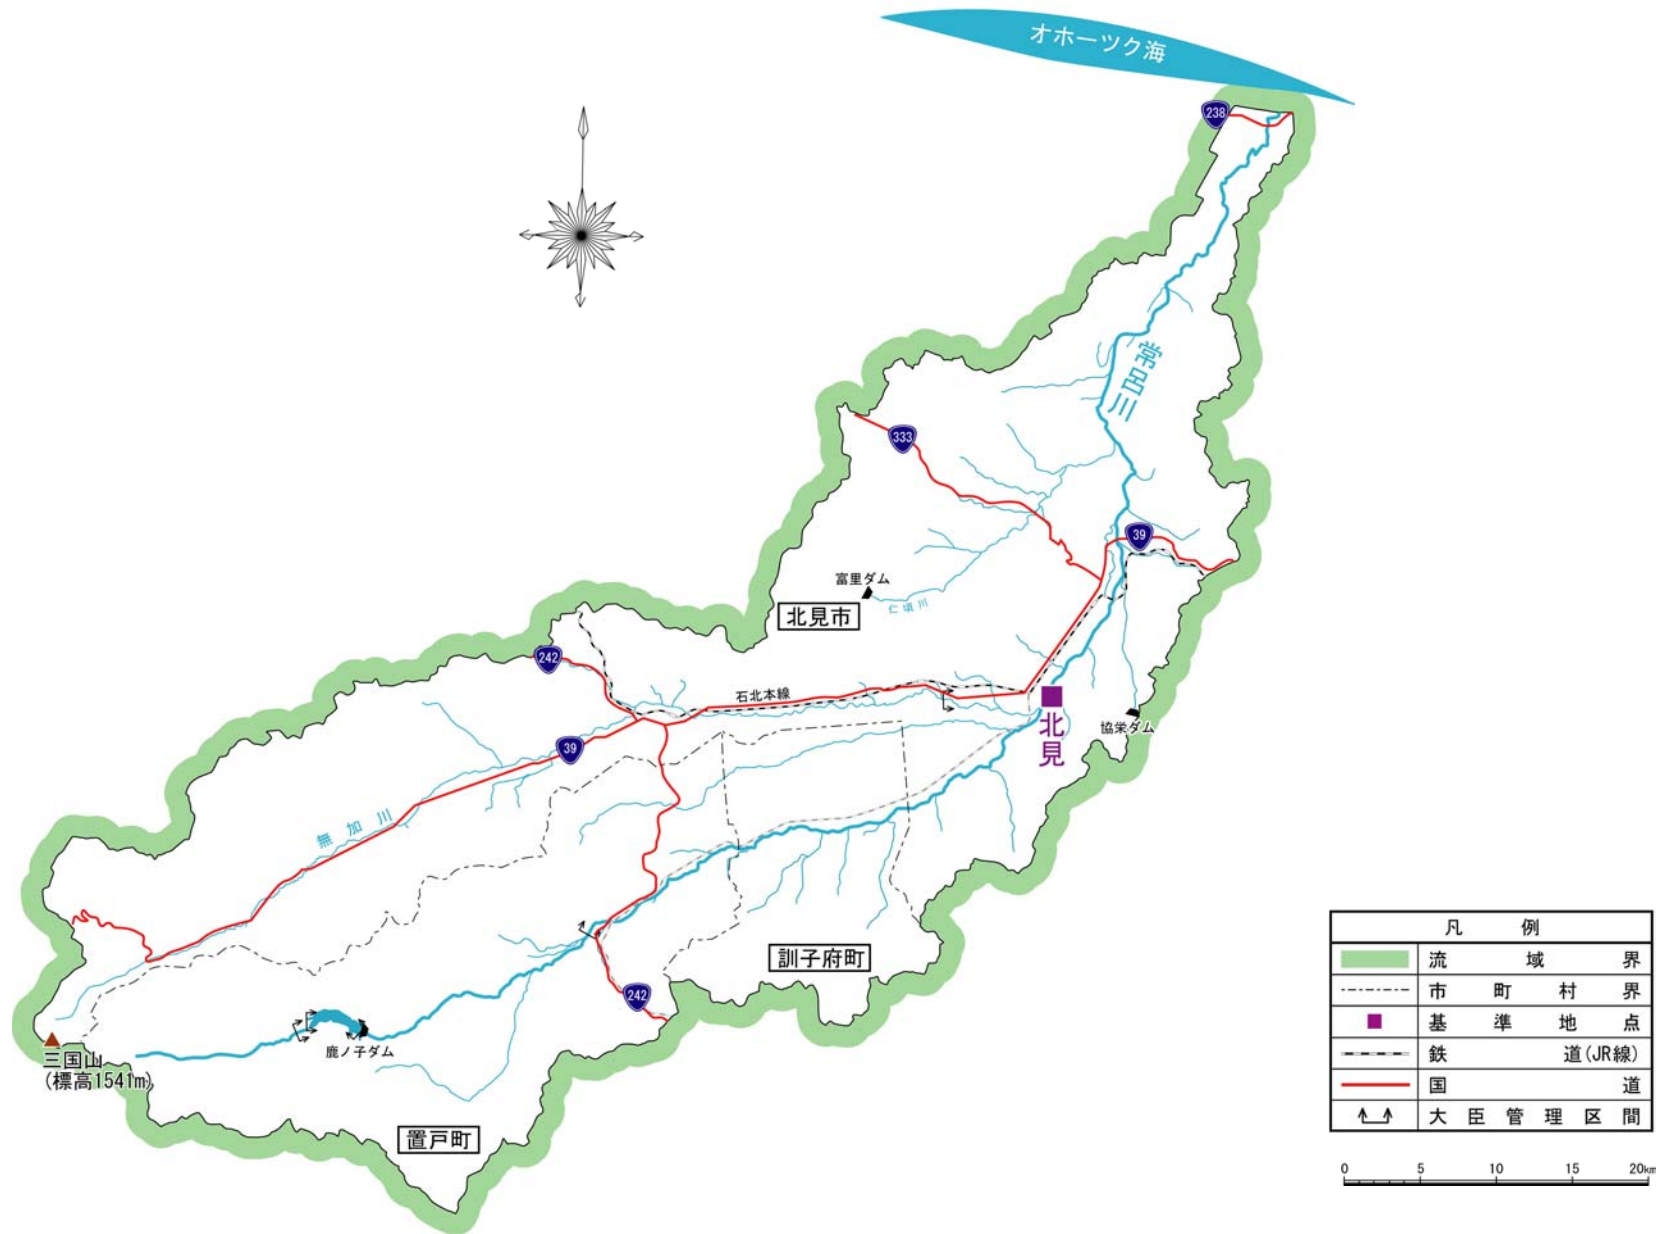 オホーツク海
238
常呂川
333
39
富里ダム
仁頃川
北見市
242
石北本線
北見
協栄ダム
39
無加川
訓子府町
242
三国山
(標高1541m)
鹿ノ子ダム
置戸町
凡例
流域界
市町村界
基準地点
鉄道(JR線)
国道
大臣管理区間
0 5 10 15 20km